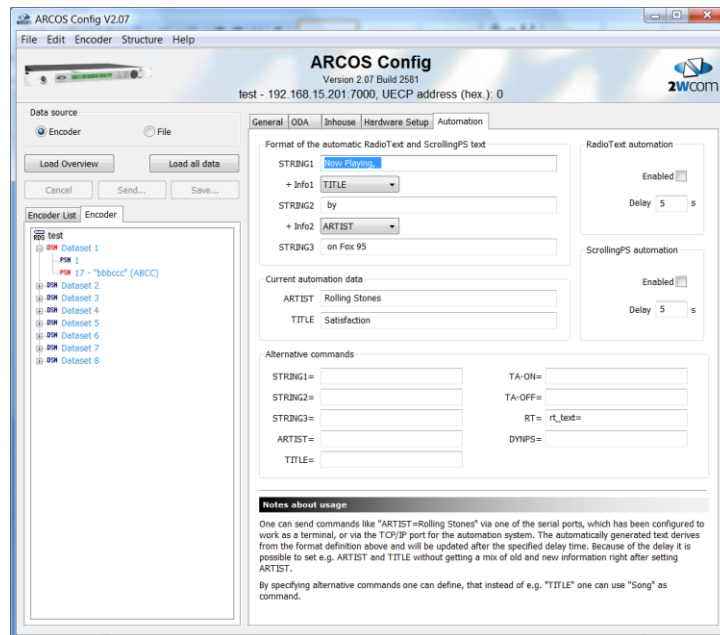 ARCOS Config V2.07
File Edit Encoder Structure Help
ARCOS Config
Version 2.07 Build 2581
test - 192.168.15.201:7000, UECP address (hex.): 0
2wcom
Data source
Encoder File
Load Overview Load all data
Cancel Send... Save...
Encoder List Encoder
RDS test
DSN Dataset 1
PSN 1
PSN 17 - "bbbccc" (ABCC)
DSN Dataset 2
DSN Dataset 3
DSN Dataset 4
DSN Dataset 5
DSN Dataset 6
DSN Dataset 7
DSN Dataset 8
General ODA Inhouse Hardware Setup Automation
Format of the automatic RadioText and ScrollingPS text
STRING1 Now Playing,
+ Info1 TITLE
STRING2 by
+ Info2 ARTIST
STRING3 on Fox 95
RadioText automation
Enabled
Delay 5 s
ScrollingPS automation
Enabled
Delay 5 s
Current automation data
ARTIST Rolling Stones
TITLE Satisfaction
Alternative commands
STRING1= TA-ON=
STRING2= TA-OFF=
STRING3= RT= rt_text=
ARTIST= DYNPS=
TITLE=
Notes about usage
One can send commands like "ARTIST=Rolling Stones" via one of the serial ports, which has been configured to
work as a terminal, or via the TCP/IP port for the automation system. The automatically generated text derives
from the format definition above and will be updated after the specified delay time. Because of the delay it is
possible to set e.g. ARTIST and TITLE without getting a mix of old and new information right after setting
ARTIST.
By specifying alternative commands one can define, that instead of e.g. "TITLE" one can use "Song" as
command.